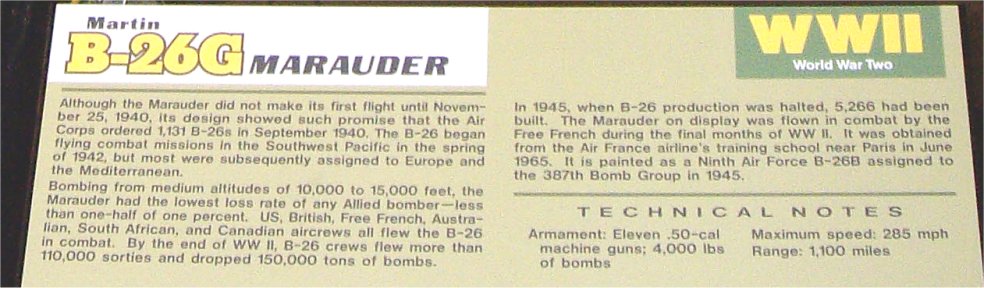 Martin
B-26G MARAUDER
Although the Marauder did not make its first flight until Novem-
ber 25, 1940, its design showed such promise that the Air
Corps ordered 1,131 B-26s in September 1940. The B-26 began
flying combat missions in the Southwest Pacific in the spring
of 1942, but most were subsequently assigned to Europe and
the Mediterranean.
Bombing from medium altitudes of 10,000 to 15,000 feet, the
Marauder had the lowest loss rate of any Allied bomber—less
than one-half of one percent. US, British, Free French, Austra-
lian, South African, and Canadian aircrews all flew the B-26
in combat. By the end of WW II, B-26 crews flew more than
110,000 sorties and dropped 150,000 tons of bombs.
WWII
World War Two
In 1945, when B-26 production was halted, 5,266 had been
built. The Marauder on display was flown in combat by the
Free French during the final months of WW II. It was obtained
from the Air France airline's training school near Paris in June
1965. It is painted as a Ninth Air Force B-26B assigned to
the 387th Bomb Group in 1945.
TECHNICAL NOTES
Armament: Eleven .50-cal
machine guns; 4,000 lbs
of bombs
Maximum speed: 285 mph
Range: 1,100 miles